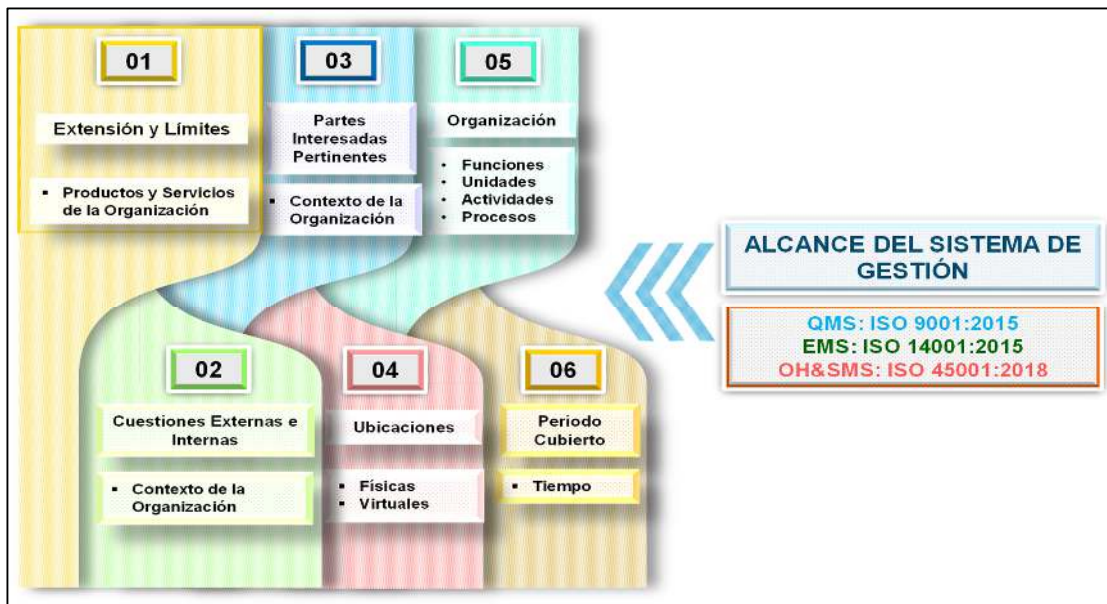 01
Extensión y Límites
▪ Productos y Servicios
de la Organización
02
Cuestiones Externas e
Internas
▪ Contexto de la
Organización
03
Partes
Interesadas
Pertinentes
▪ Contexto de la
Organización
04
Ubicaciones
▪ Físicas
▪ Virtuales
05
Organización
• Funciones
• Unidades
• Actividades
• Procesos
06
Periodo
Cubierto
▪ Tiempo
ALCANCE DEL SISTEMA DE
GESTIÓN
QMS: ISO 9001:2015
EMS: ISO 14001:2015
OH&SMS: ISO 45001:2018